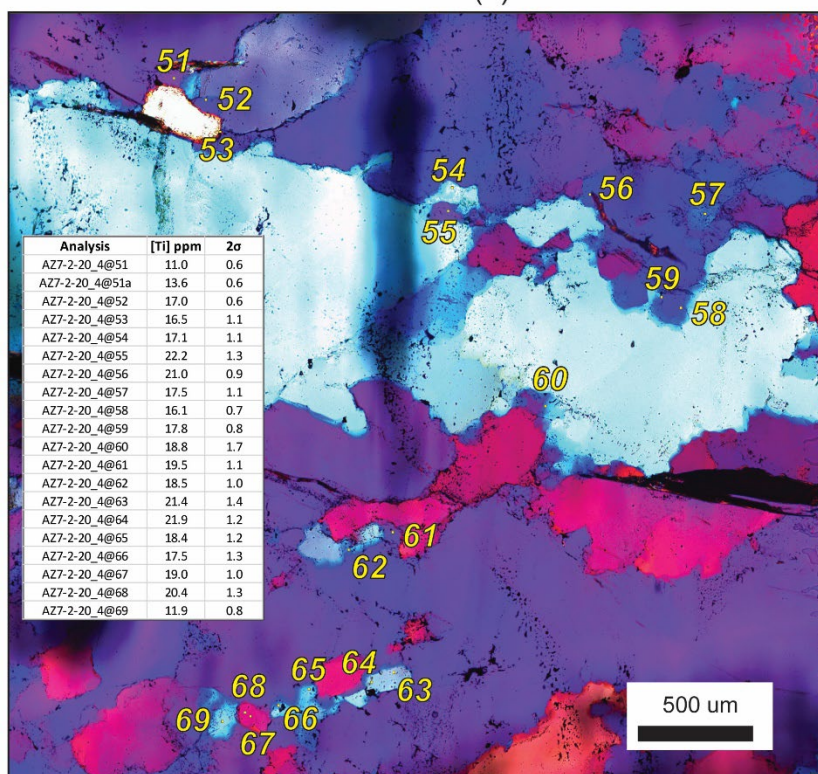 51
52
53
54
56
57
55
59
58
60
Analysis [Ti] ppm 2σ
AZ7-2-20_4@51 11.0 0.6
AZ7-2-20_4@51a 13.6 0.6
AZ7-2-20_4@52 17.0 0.6
AZ7-2-20_4@53 16.5 1.1
AZ7-2-20_4@54 17.1 1.1
AZ7-2-20_4@55 22.2 1.3
AZ7-2-20_4@56 21.0 0.9
AZ7-2-20_4@57 17.5 1.1
AZ7-2-20_4@58 16.1 0.7
AZ7-2-20_4@59 17.8 0.8
AZ7-2-20_4@60 18.8 1.7
AZ7-2-20_4@61 19.5 1.1
AZ7-2-20_4@62 18.5 1.0
AZ7-2-20_4@63 21.4 1.4
AZ7-2-20_4@64 21.9 1.2
AZ7-2-20_4@65 18.4 1.2
AZ7-2-20_4@66 17.5 1.3
AZ7-2-20_4@67 19.0 1.0
AZ7-2-20_4@68 20.4 1.3
AZ7-2-20_4@69 11.9 0.8
61
62
65
64
63
68
69
66
67
500 um